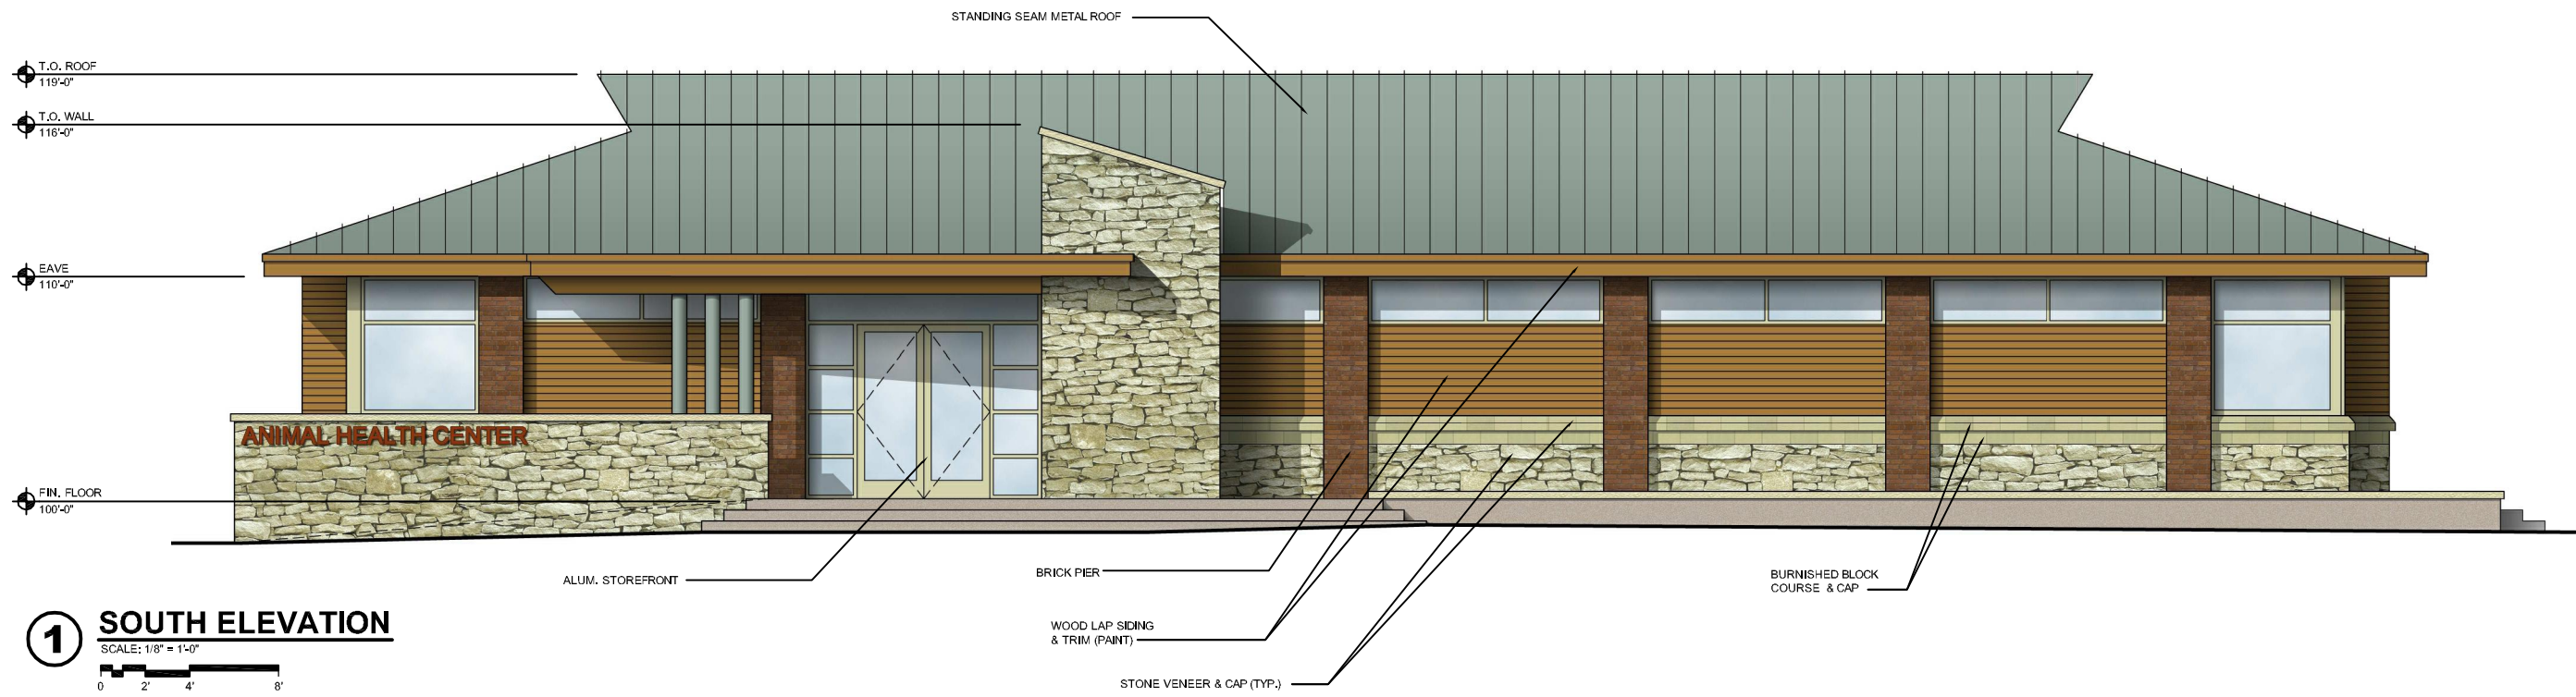 STANDING SEAM METAL ROOF
T.O. ROOF
119'-0"
T.O. WALL
116'-0"
EAVE
110'-0"
ANIMAL HEALTH CENTER
FIN. FLOOR
100'-0"
ALUM. STOREFRONT
BRICK PIER
BURNISHED BLOCK
COURSE & CAP
WOOD LAP SIDING
& TRIM (PAINT)
STONE VENEER & CAP (TYP.)
1 SOUTH ELEVATION
SCALE: 1/8" = 1'-0"
0 2' 4' 8'